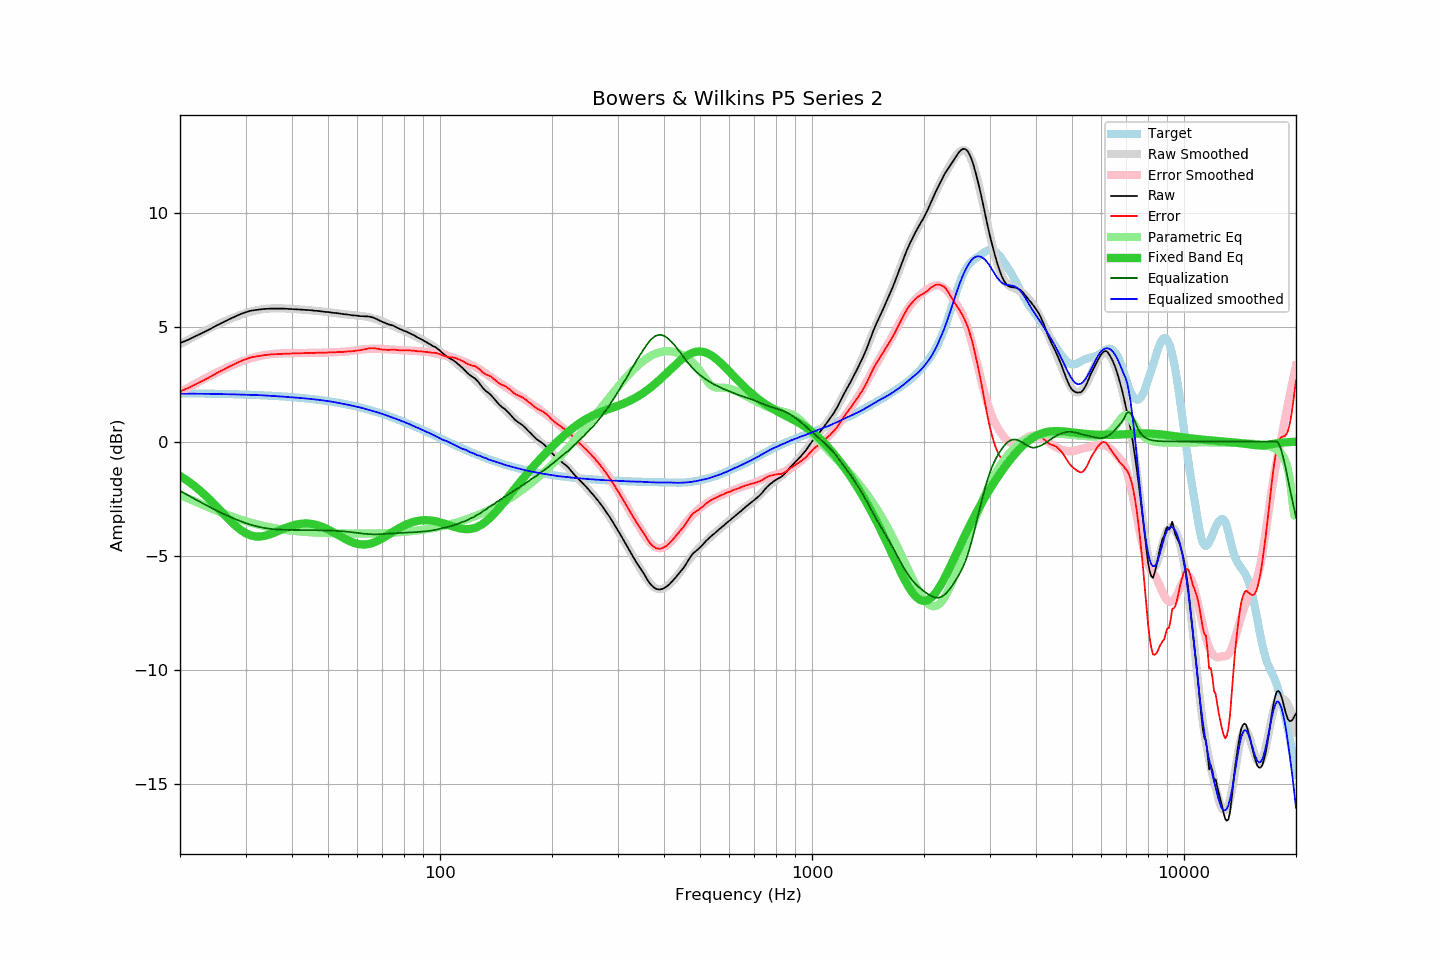 Bowers & Wilkins P5 Series 2
Target
Raw Smoothed
Error Smoothed
Raw
Error
Parametric Eq
Fixed Band Eq
Equalization
Equalized smoothed
Amplitude (dBr)
10
5
0
−5
−10
−15
100
1000
10000
Frequency (Hz)